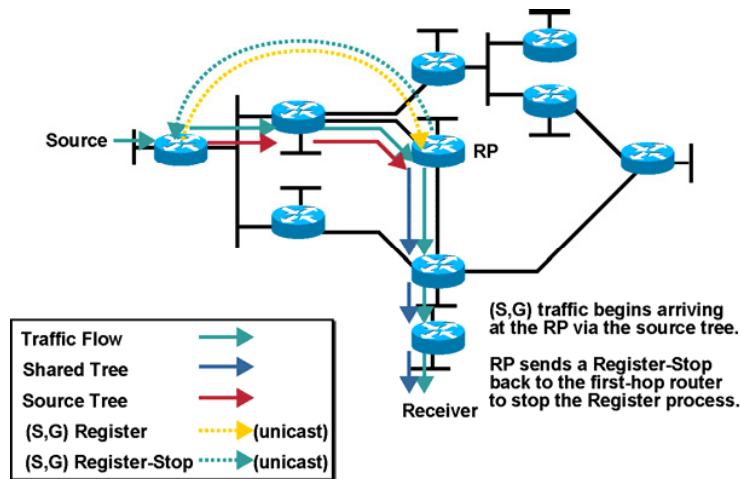 Source
RP
(S,G) traffic begins arriving
at the RP via the source tree.
RP sends a Register-Stop
back to the first-hop router
to stop the Register process.
Receiver
Traffic Flow
Shared Tree
Source Tree
(S,G) Register (unicast)
(S,G) Register-Stop (unicast)